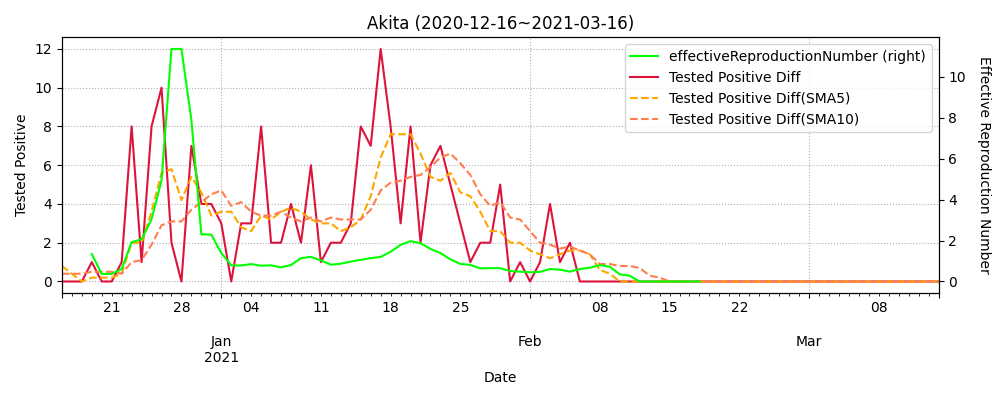 Akita (2020-12-16~2021-03-16)
effectiveReproductionNumber (right)
Tested Positive Diff
Tested Positive Diff(SMA5)
Tested Positive Diff(SMA10)
Tested Positive
12
10
8
6
4
2
0
10
8
6
4
2
0
Effective Reproduction Number
21 28 04 11 18 25 08 15 22 08
Jan Feb Mar
2021
Date